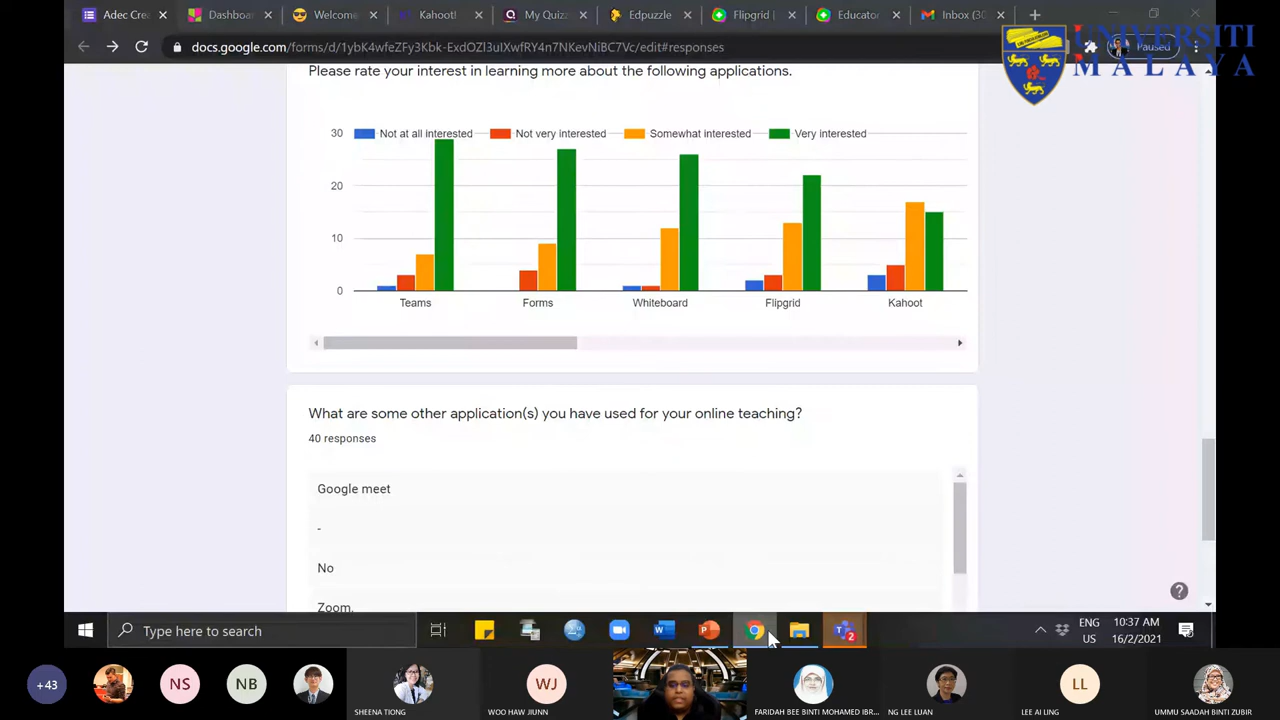 Adec Crea
Dashboa
Welcome
Kahoot!
My Quizz
Edpuzzle
Flipgrid
Educator
Inbox (30
docs.google.com/forms/d/1ybK4wfeZFy3Kbk-ExdOZI3uIXwfRY4n7NKevNiBC7Vc/edit#responses
Paused
UNIVERSITI
MALAYA
Please rate your interest in learning more about the following applications.
Not at all interested
Not very interested
Somewhat interested
Very interested
30
20
10
0
Teams
Forms
Whiteboard
Flipgrid
Kahoot
What are some other application(s) you have used for your online teaching?
40 responses
Google meet
-
No
Zoom.
Type here to search
ENG
US
10:37 AM
16/2/2021
+43
NS
NB
SHEENA TIONG
WJ
WOO HAW JIUNN
FARIDAH BEE BINTI MOHAMED IBR...
NG LEE LUAN
LL
LEE AI LING
UMMU SAADAH BINTI ZUBIR